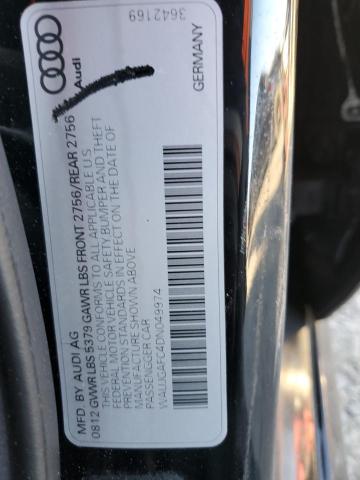 Audi
3642169
MFD BY AUDI AG
GERMANY
0812 GVWR LBS 5379 GAWR LBS FRONT 2756/REAR 2756
THIS VEHICLE CONFORMS TO ALL APPLICABLE U.S.
FEDERAL MOTOR VEHICLE SAFETY BUMPER AND THEFT
PREVENTION STANDARDS IN EFFECT ON THE DATE OF
MANUFACTURE SHOWN ABOVE
PASSENGER CAR
WAUCGAFC4DN049974